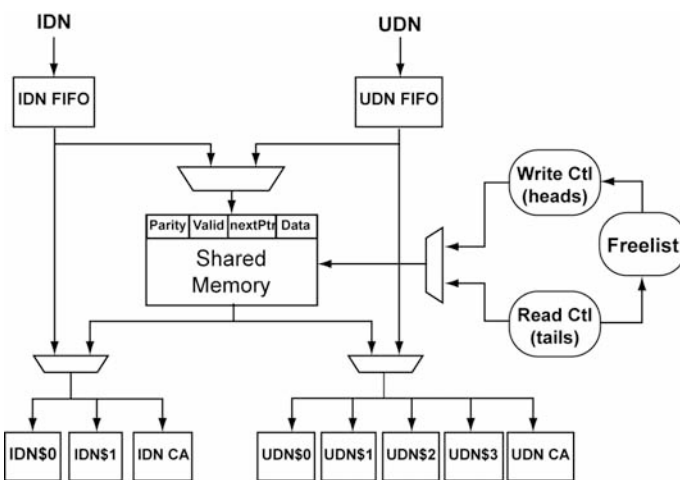 IDN
UDN
IDN FIFO
UDN FIFO
Write Ctl
(heads)
Parity Valid nextPtr Data
Freelist
Shared
Memory
Read Ctl
(tails)
IDN$0 IDN$1 IDN CA UDN$0 UDN$1 UDN$2 UDN$3 UDN CA